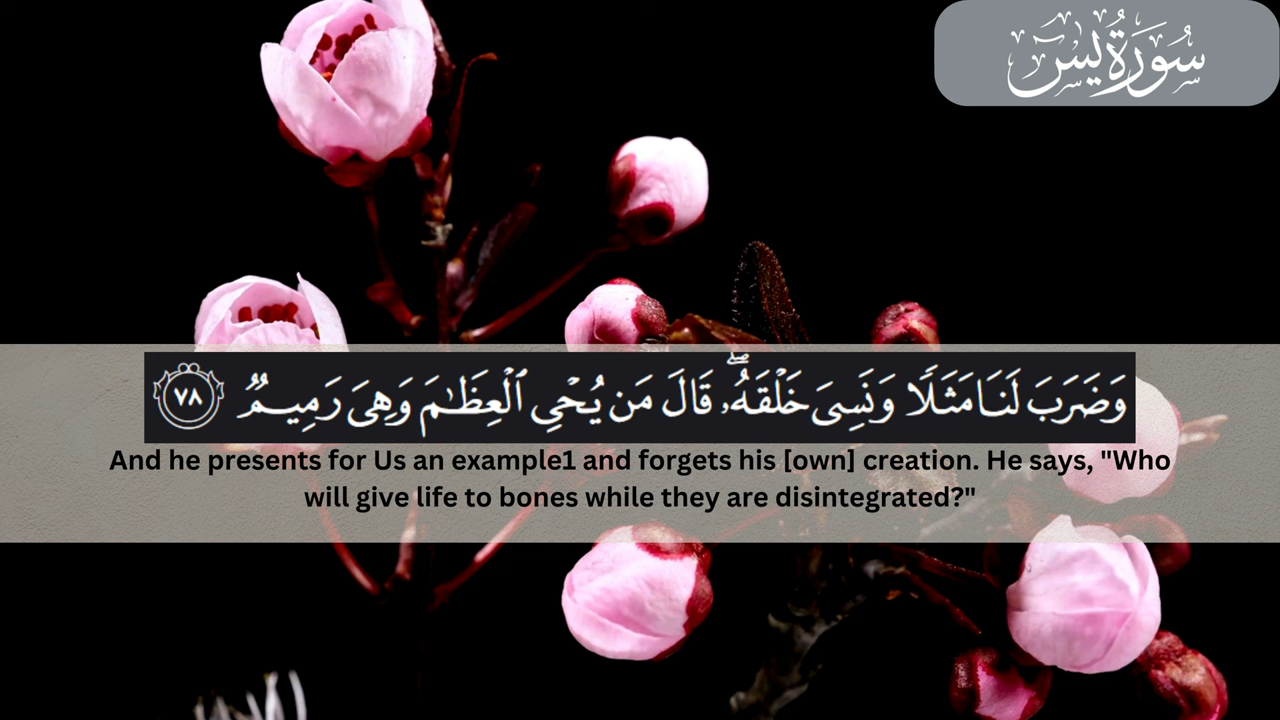 سُورَةُ يسٓ
وَضَرَبَ لَنَا مَثَلًا وَنَسِىَ خَلْقَهُۥ ۖ قَالَ مَن يُحْىِ ٱلْعِظَـٰمَ وَهِىَ رَمِيمٌ ٧٨
And he presents for Us an example1 and forgets his [own] creation. He says, "Who
will give life to bones while they are disintegrated?"